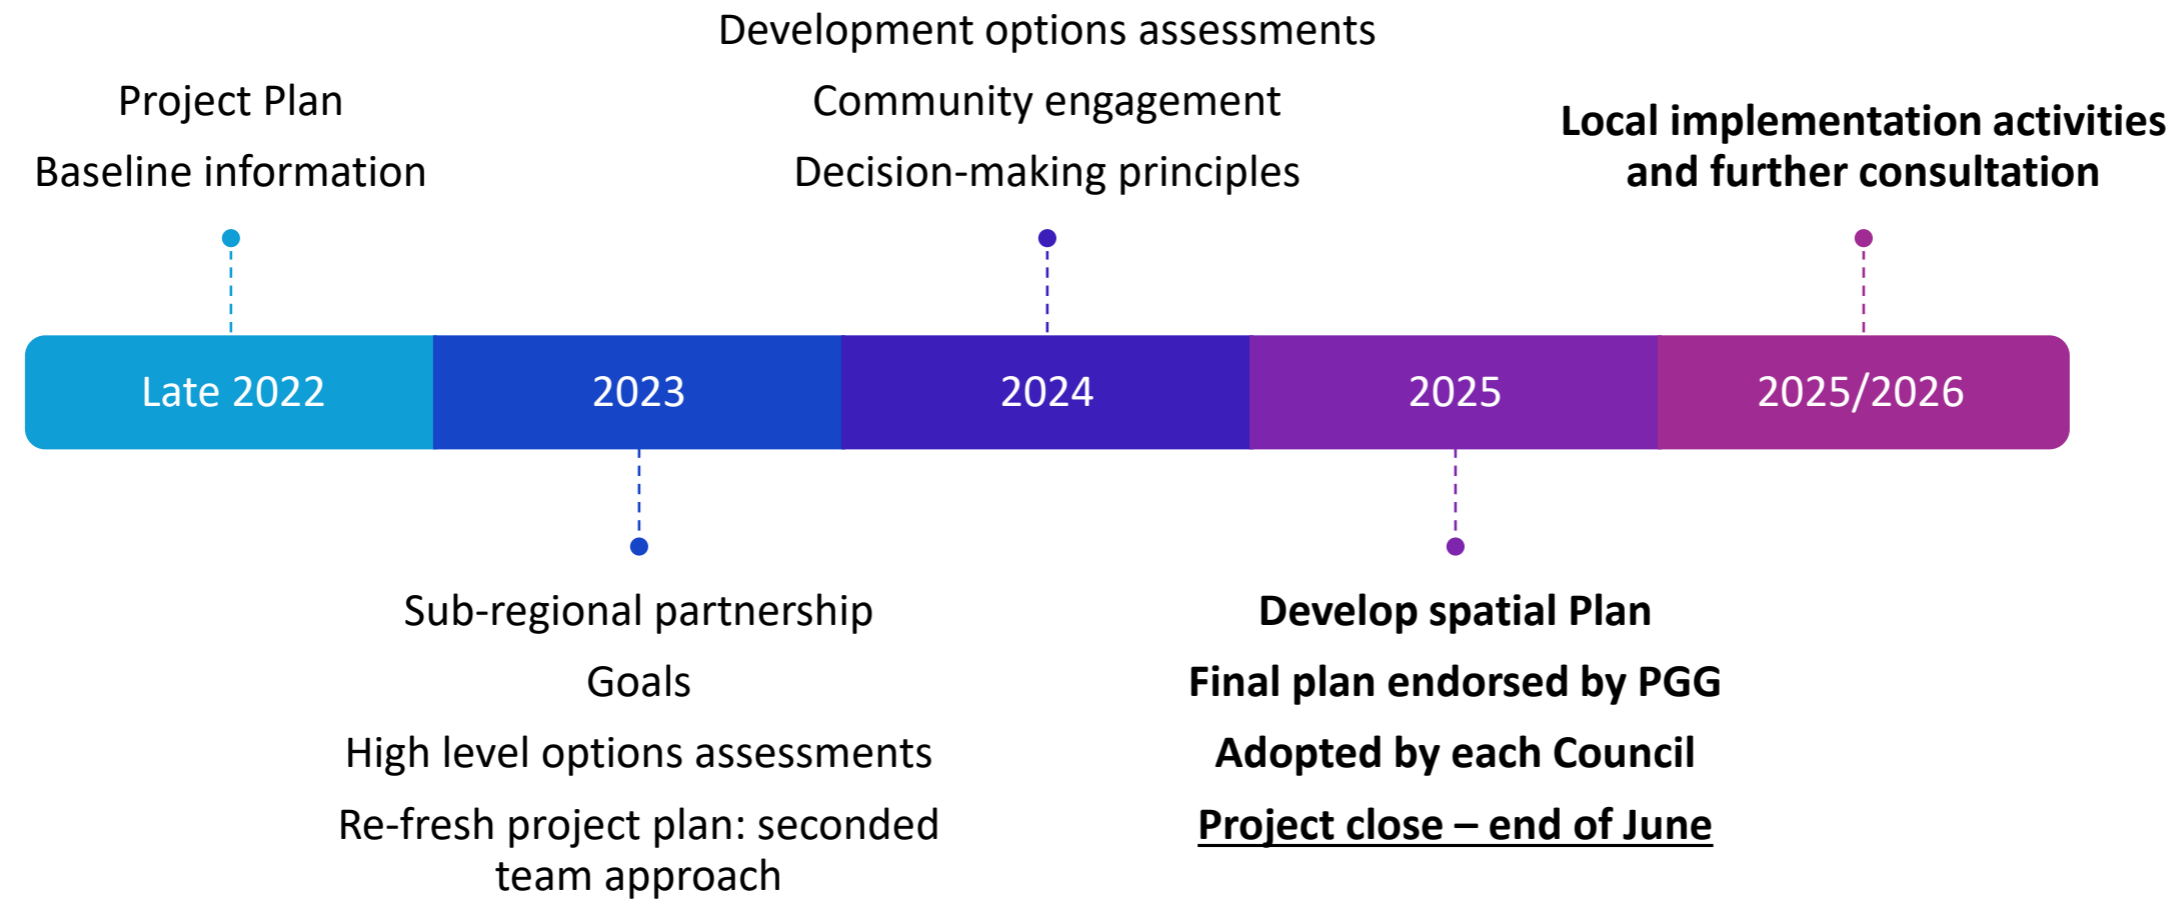 Project Plan
Baseline information
Development options assessments
Community engagement
Decision-making principles
Local implementation activities
and further consultation
Late 2022
2023
2024
2025
2025/2026
Sub-regional partnership
Goals
High level options assessments
Re-fresh project plan: seconded
team approach
Develop spatial Plan
Final plan endorsed by PGG
Adopted by each Council
Project close – end of June